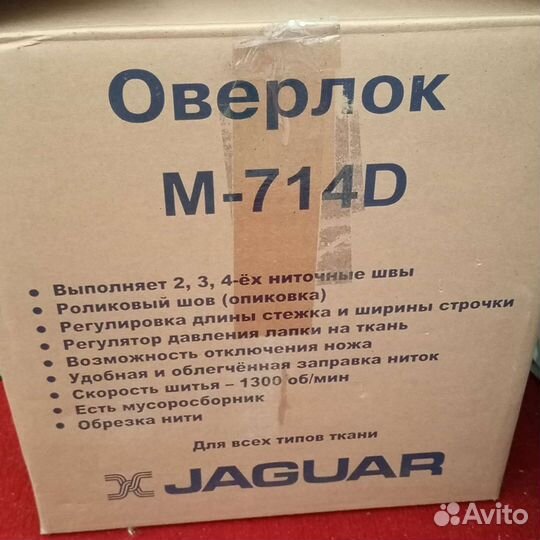 Оверлок
М-714D
• Выполняет 2, 3, 4-ёх ниточные швы
• Роликовый шов (опиковка)
• Регулировка длины стежка и ширины строчки
• Регулятор давления лапки на ткань
• Возможность отключения ножа
• Удобная и облегчённая заправка ниток
• Скорость шитья – 1300 об/мин
• Есть мусоросборник
• Обрезка нити
Для всех типов ткани
JAGUAR
Avito